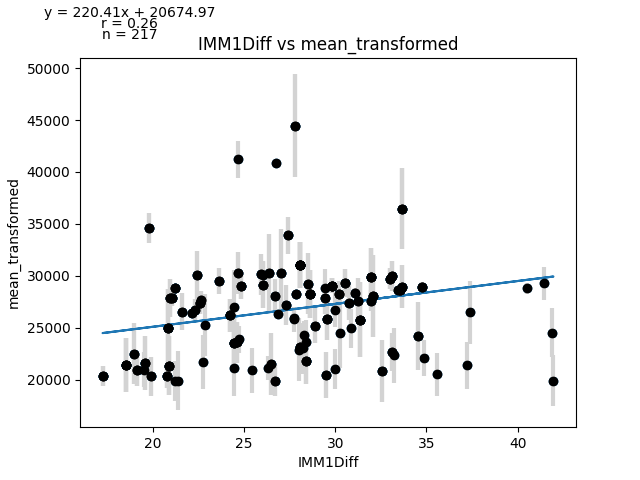 y = 220.41x + 20674.97
r = 0.26
n = 217
IMM1Diff vs mean_transformed
50000
45000
40000
35000
30000
25000
20000
mean_transformed
20 25 30 35 40
IMM1Diff